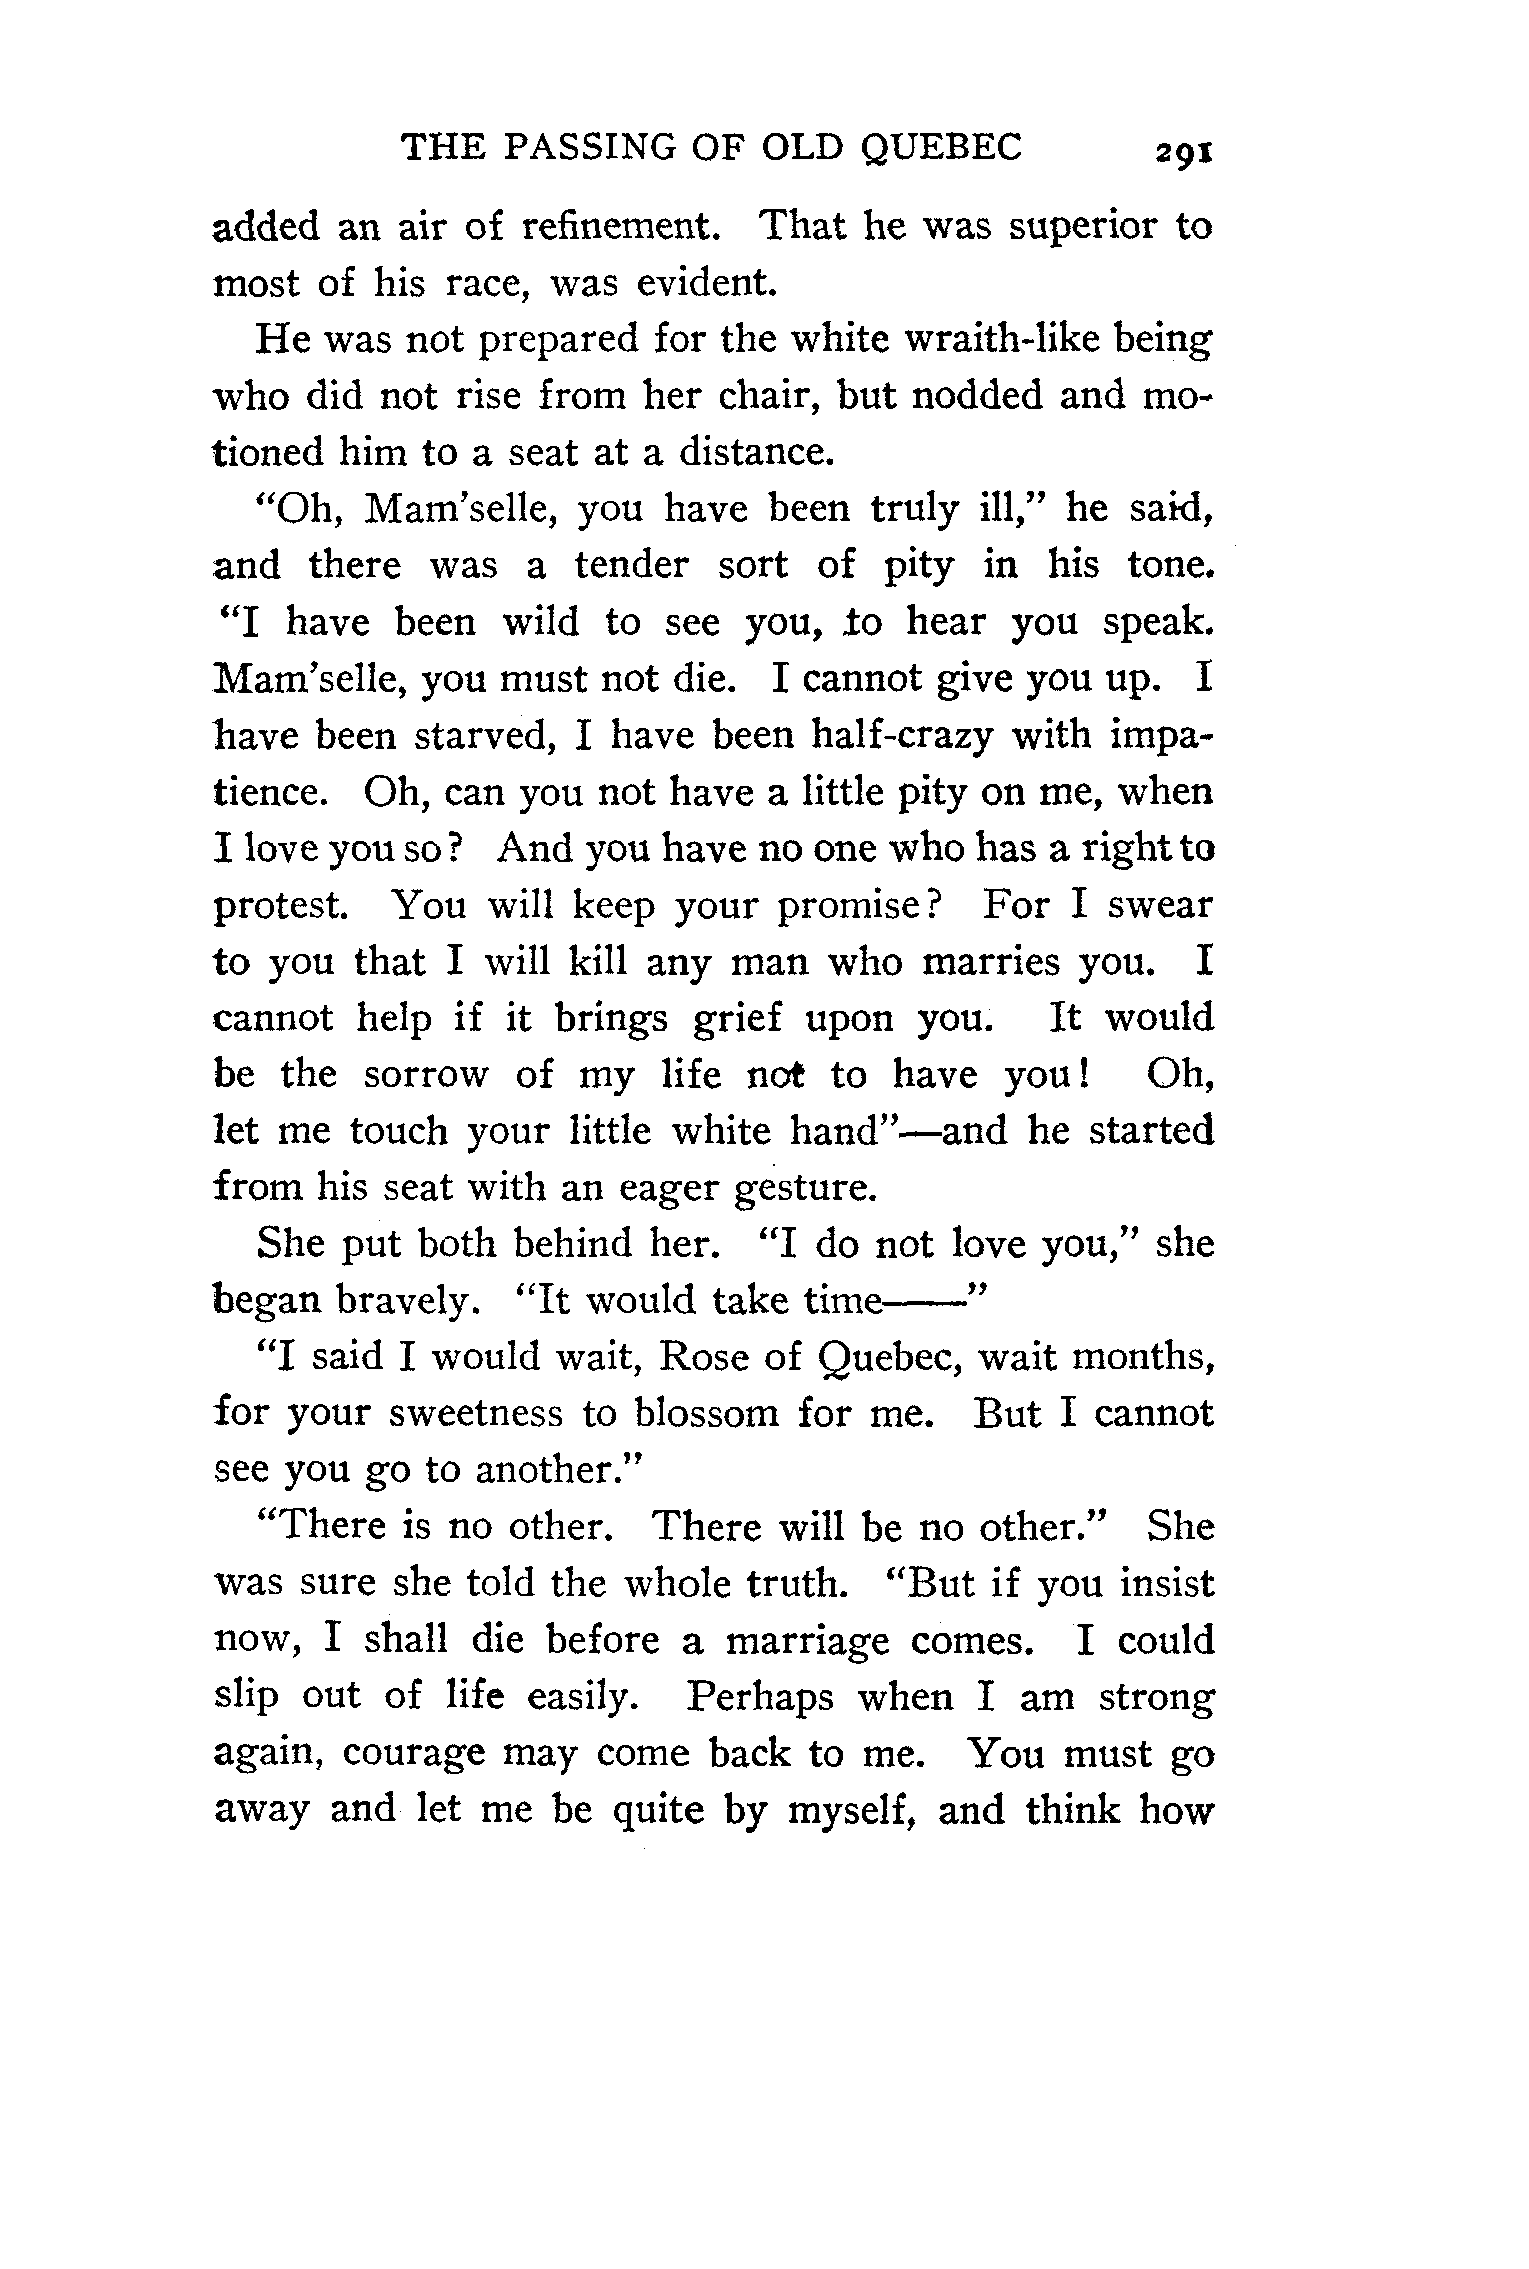 THE PASSING OF OLD QUEBEC 291
added an air of refinement. That he was superior to
most of his race, was evident.
He was not prepared for the white wraith-like being
who did not rise from her chair, but nodded and mo-
tioned him to a seat at a distance.
“Oh, Mam’selle, you have been truly ill,” he said,
and there was a tender sort of pity in his tone.
“I have been wild to see you, to hear you speak.
Mam’selle, you must not die. I cannot give you up. I
have been starved, I have been half-crazy with impa-
tience. Oh, can you not have a little pity on me, when
I love you so? And you have no one who has a right to
protest. You will keep your promise? For I swear
to you that I will kill any man who marries you. I
cannot help if it brings grief upon you. It would
be the sorrow of my life not to have you! Oh,
let me touch your little white hand”—and he started
from his seat with an eager gesture.
She put both behind her. “I do not love you,” she
began bravely. “It would take time——”
“I said I would wait, Rose of Quebec, wait months,
for your sweetness to blossom for me. But I cannot
see you go to another.”
“There is no other. There will be no other.” She
was sure she told the whole truth. “But if you insist
now, I shall die before a marriage comes. I could
slip out of life easily. Perhaps when I am strong
again, courage may come back to me. You must go
away and let me be quite by myself, and think how